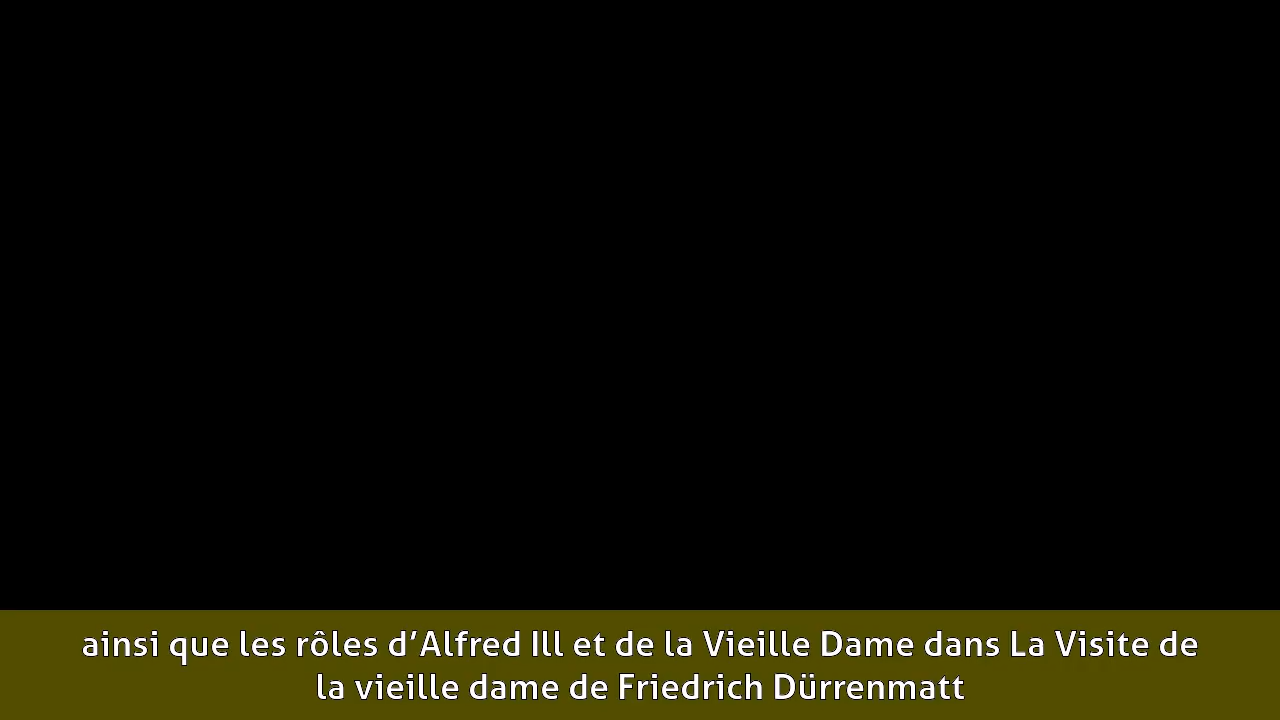 ainsi que les rôles d’Alfred Ill et de la Vieille Dame dans La Visite de
la vieille dame de Friedrich Dürrenmatt